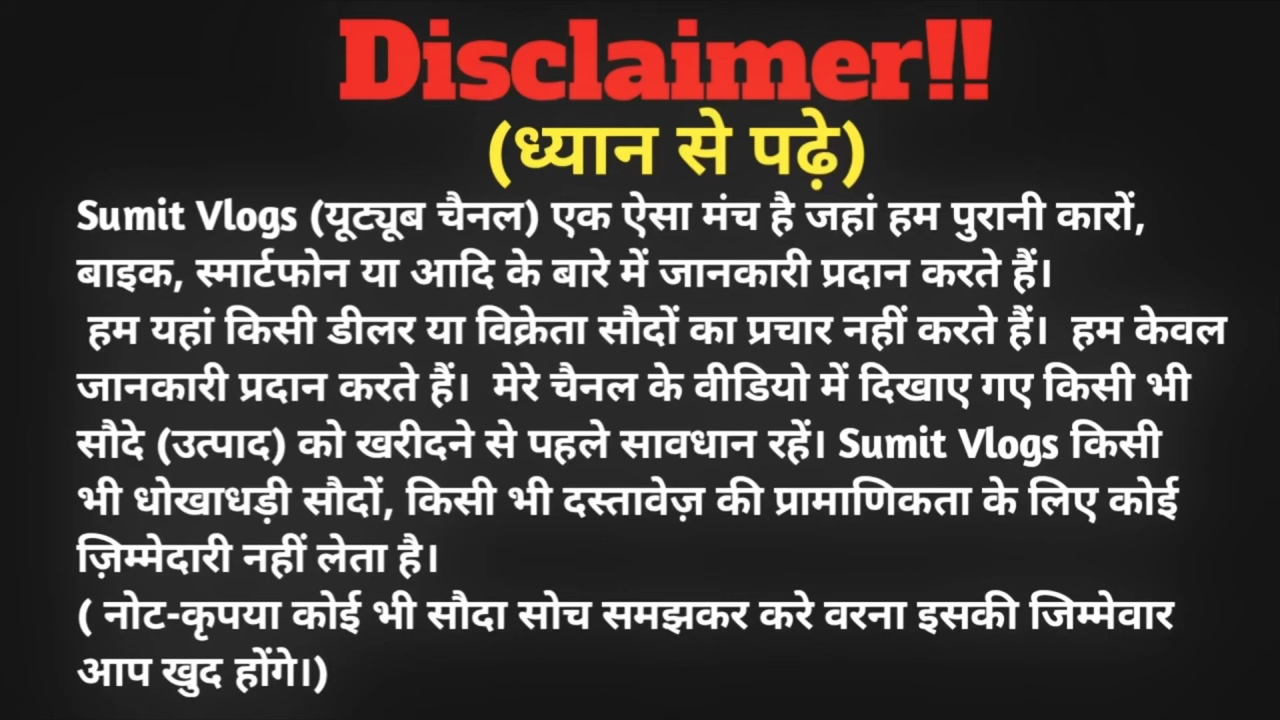 Disclaimer!!
(ध्यान से पढ़े)
Sumit Vlogs (यूट्यूब चैनल) एक ऐसा मंच है जहां हम पुरानी कारों,
बाइक, स्मार्टफोन या आदि के बारे में जानकारी प्रदान करते हैं।
हम यहां किसी डीलर या विक्रेता सौदों का प्रचार नहीं करते हैं। हम केवल
जानकारी प्रदान करते हैं। मेरे चैनल के वीडियो में दिखाए गए किसी भी
सौदे (उत्पाद) को खरीदने से पहले सावधान रहें। Sumit Vlogs किसी
भी धोखाधड़ी सौदों, किसी भी दस्तावेज़ की प्रामाणिकता के लिए कोई
ज़िम्मेदारी नहीं लेता है।
( नोट-कृपया कोई भी सौदा सोच समझकर करे वरना इसकी जिम्मेवार
आप खुद होंगे।)